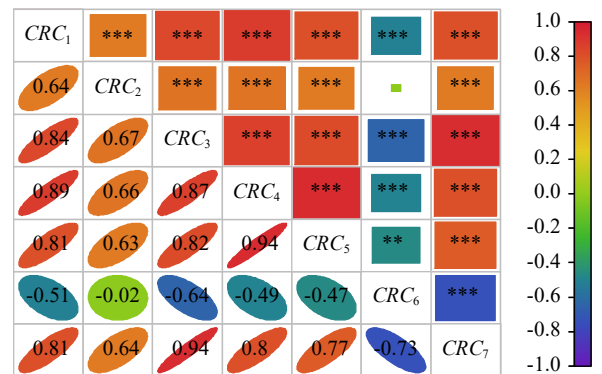 CRC₁ *** *** *** *** *** ***
0.64 CRC₂ *** *** *** ***
0.84 0.67 CRC₃ *** *** *** ***
0.89 0.66 0.87 CRC₄ *** *** ***
0.81 0.63 0.82 0.94 CRC₅ ** ***
-0.51 -0.02 -0.64 -0.49 -0.47 CRC₆ ***
0.81 0.64 0.94 0.8 0.77 -0.73 CRC₇
1.0
0.8
0.6
0.4
0.2
0.0
-0.2
-0.4
-0.6
-0.8
-1.0